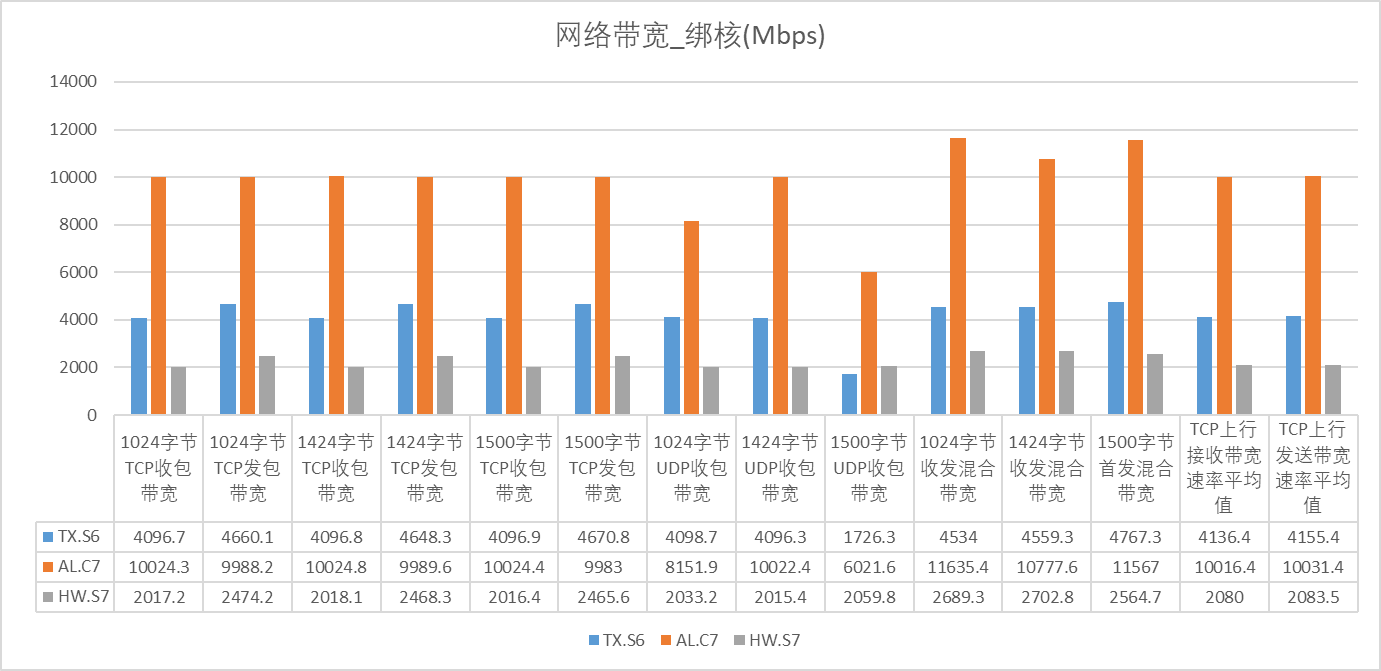 网络带宽_绑核(Mbps)
14000
12000
10000
8000
6000
4000
2000
0
1024字节 1024字节 1424字节 1424字节 1500字节 1500字节 1024字节 1424字节 1500字节 1024字节 1424字节 1500字节 TCP上行 TCP上行
TCP收包 TCP发包 TCP收包 TCP发包 TCP收包 TCP发包 UDP收包 UDP收包 UDP收包 收发混合 收发混合 首发混合 接收带宽 发送带宽
带宽 带宽 带宽 带宽 带宽 带宽 带宽 带宽 带宽 带宽 带宽 带宽 速率平均 速率平均
值 值
TX.S6 4096.7 4660.1 4096.8 4648.3 4096.9 4670.8 4098.7 4096.3 1726.3 4534 4559.3 4767.3 4136.4 4155.4
AL.C7 10024.3 9988.2 10024.8 9989.6 10024.4 9983 8151.9 10022.4 6021.6 11635.4 10777.6 11567 10016.4 10031.4
HW.S7 2017.2 2474.2 2018.1 2468.3 2016.4 2465.6 2033.2 2015.4 2059.8 2689.3 2702.8 2564.7 2080 2083.5
TX.S6 AL.C7 HW.S7